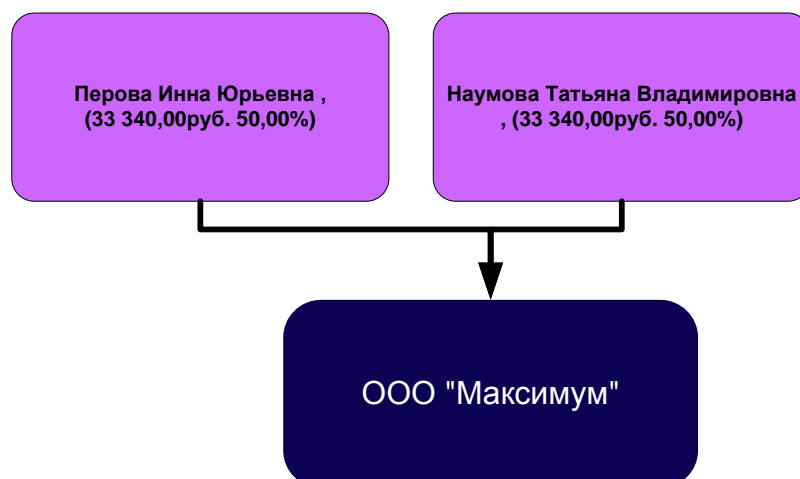 Перова Инна Юрьевна ,
(33 340,00руб. 50,00%)
Наумова Татьяна Владимировна
, (33 340,00руб. 50,00%)
ООО "Максимум"